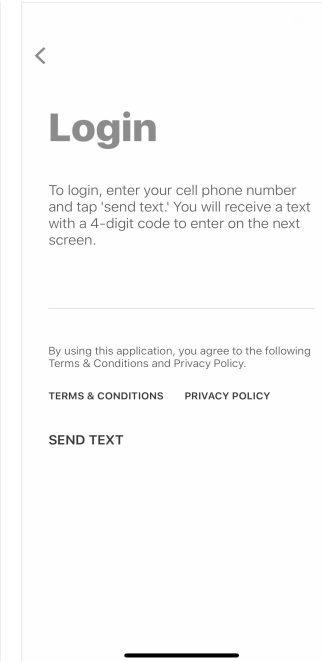 Login
To login, enter your cell phone number
and tap 'send text.' You will receive a text
with a 4-digit code to enter on the next
screen.
By using this application, you agree to the following
Terms & Conditions and Privacy Policy.
TERMS & CONDITIONS PRIVACY POLICY
SEND TEXT